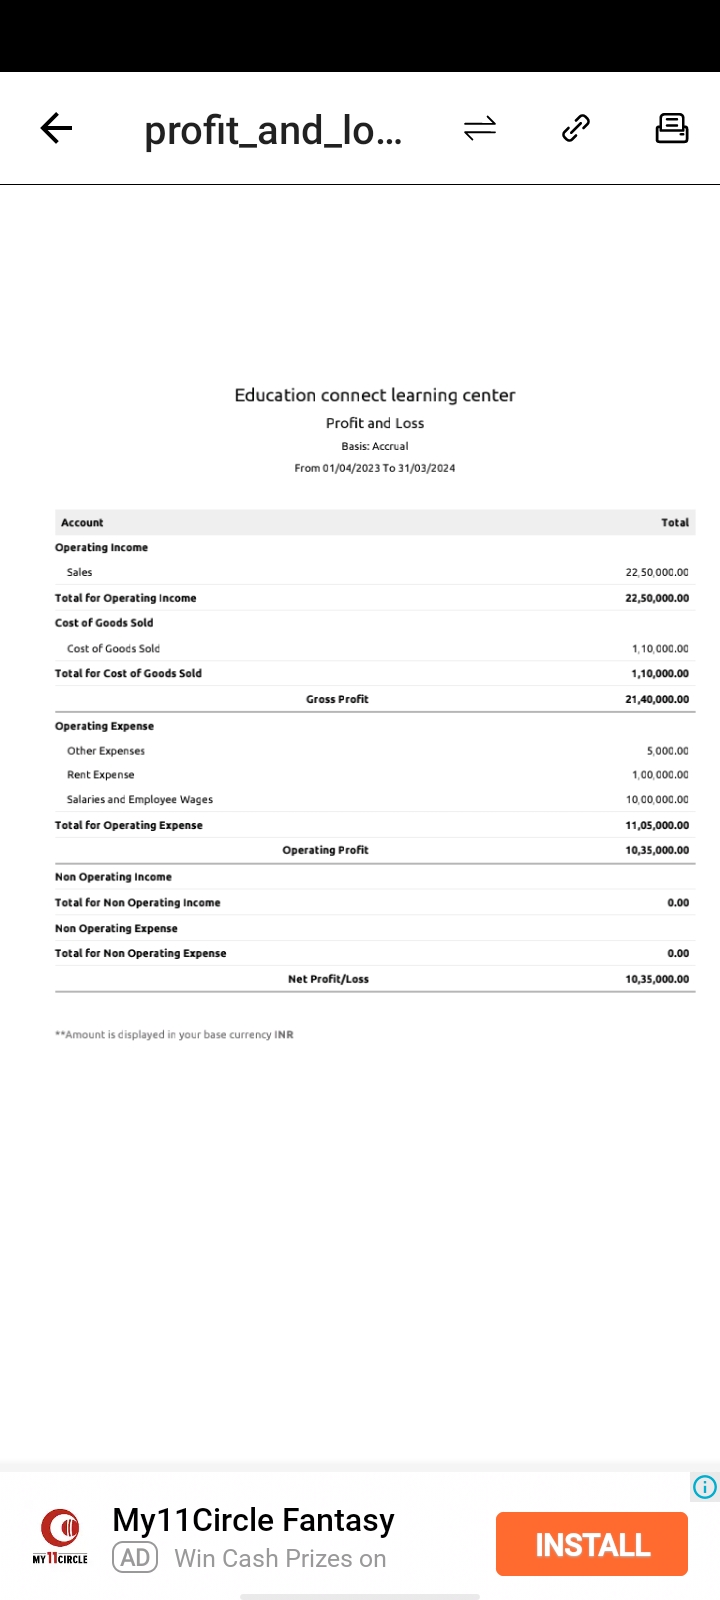 profit_and_lo...
Education connect learning center
Profit and Loss
Basis: Accrual
From 01/04/2023 To 31/03/2024
Account Total
Operating Income
Sales 22,50,000.00
Total for Operating Income 22,50,000.00
Cost of Goods Sold
Cost of Goods Sold 1,10,000.00
Total for Cost of Goods Sold 1,10,000.00
Gross Profit 21,40,000.00
Operating Expense
Other Expenses 5,000.00
Rent Expense 1,00,000.00
Salaries and Employee Wages 10,00,000.00
Total for Operating Expense 11,05,000.00
Operating Profit 10,35,000.00
Non Operating Income
Total for Non Operating Income 0.00
Non Operating Expense
Total for Non Operating Expense 0.00
Net Profit/Loss 10,35,000.00
**Amount is displayed in your base currency INR
My11Circle Fantasy
AD Win Cash Prizes on
INSTALL
MY11CIRCLE